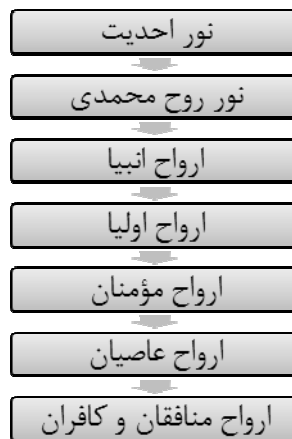 نور احدیت
نور روح محمدی
ارواح انبیا
ارواح اولیا
ارواح مؤمنان
ارواح عاصیان
ارواح منافقان و کافران